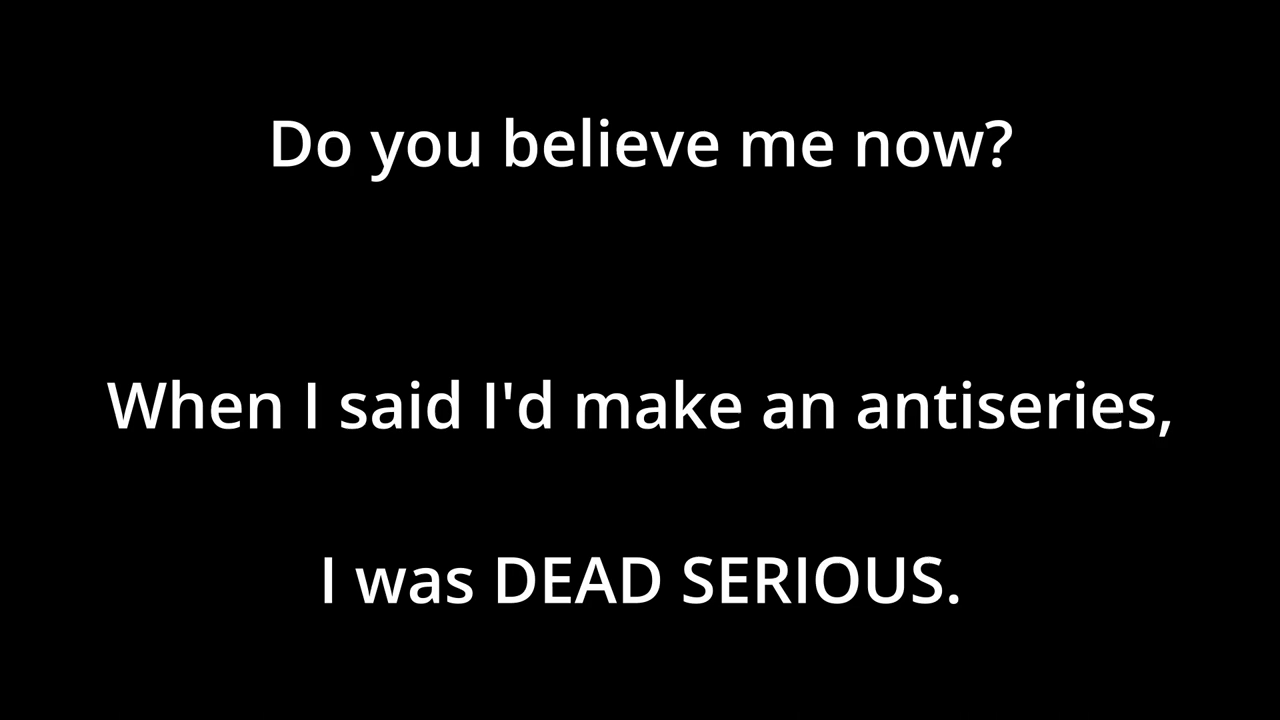 Do you believe me now?
When I said I'd make an antiseries,
I was DEAD SERIOUS.